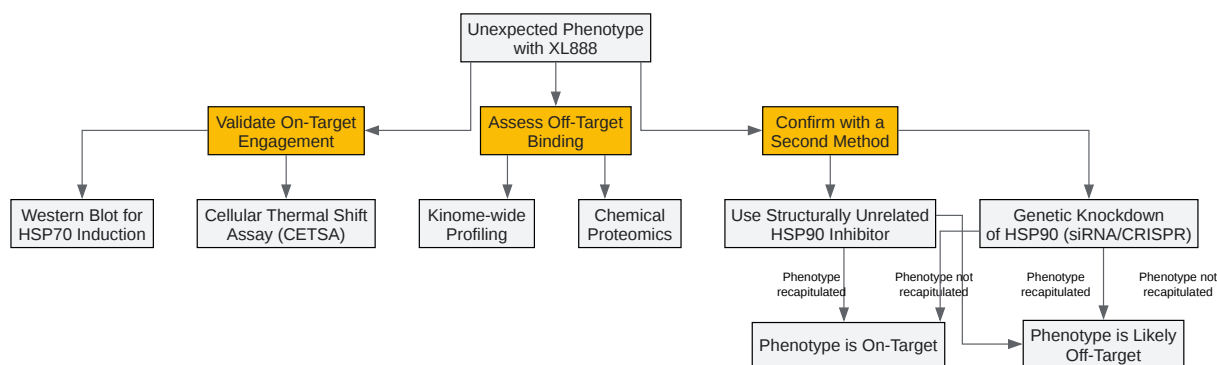 Unexpected Phenotype
with XL888
Validate On-Target
Engagement
Assess Off-Target
Binding
Confirm with a
Second Method
Western Blot for
HSP70 Induction
Cellular Thermal Shift
Assay (CETSA)
Kinome-wide
Profiling
Chemical
Proteomics
Use Structurally Unrelated
HSP90 Inhibitor
Genetic Knockdown
of HSP90 (siRNA/CRISPR)
Phenotype
recapitulated
Phenotype not
recapitulated
Phenotype
recapitulated
Phenotype not
recapitulated
Phenotype is On-Target
Phenotype is Likely
Off-Target